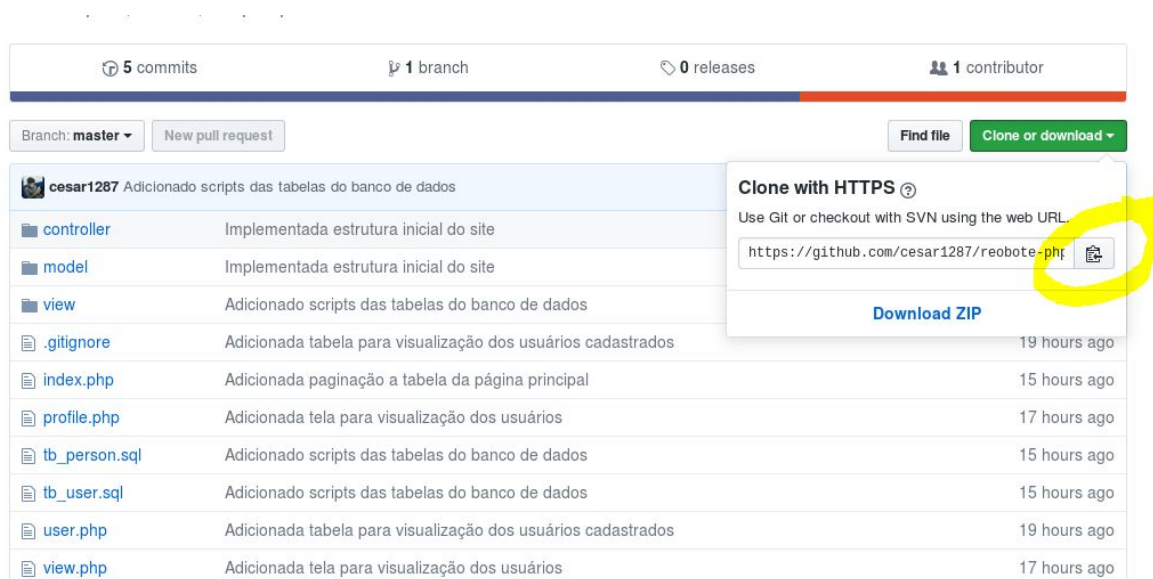 5 commits 1 branch 0 releases 1 contributor
Branch: master New pull request Find file Clone or download
cesar1287 Adicionado scripts das tabelas do banco de dados
Clone with HTTPS
Use Git or checkout with SVN using the web URL.
https://github.com/cesar1287/reobote-php
Download ZIP
controller Implementada estrutura inicial do site
model Implementada estrutura inicial do site
view Adicionado scripts das tabelas do banco de dados
.gitignore Adicionada tabela para visualização dos usuários cadastrados 19 hours ago
index.php Adicionada paginação a tabela da página principal 15 hours ago
profile.php Adicionada tela para visualização dos usuários 17 hours ago
tb_person.sql Adicionado scripts das tabelas do banco de dados 15 hours ago
tb_user.sql Adicionado scripts das tabelas do banco de dados 15 hours ago
user.php Adicionada tabela para visualização dos usuários cadastrados 19 hours ago
view.php Adicionada tela para visualização dos usuários 17 hours ago